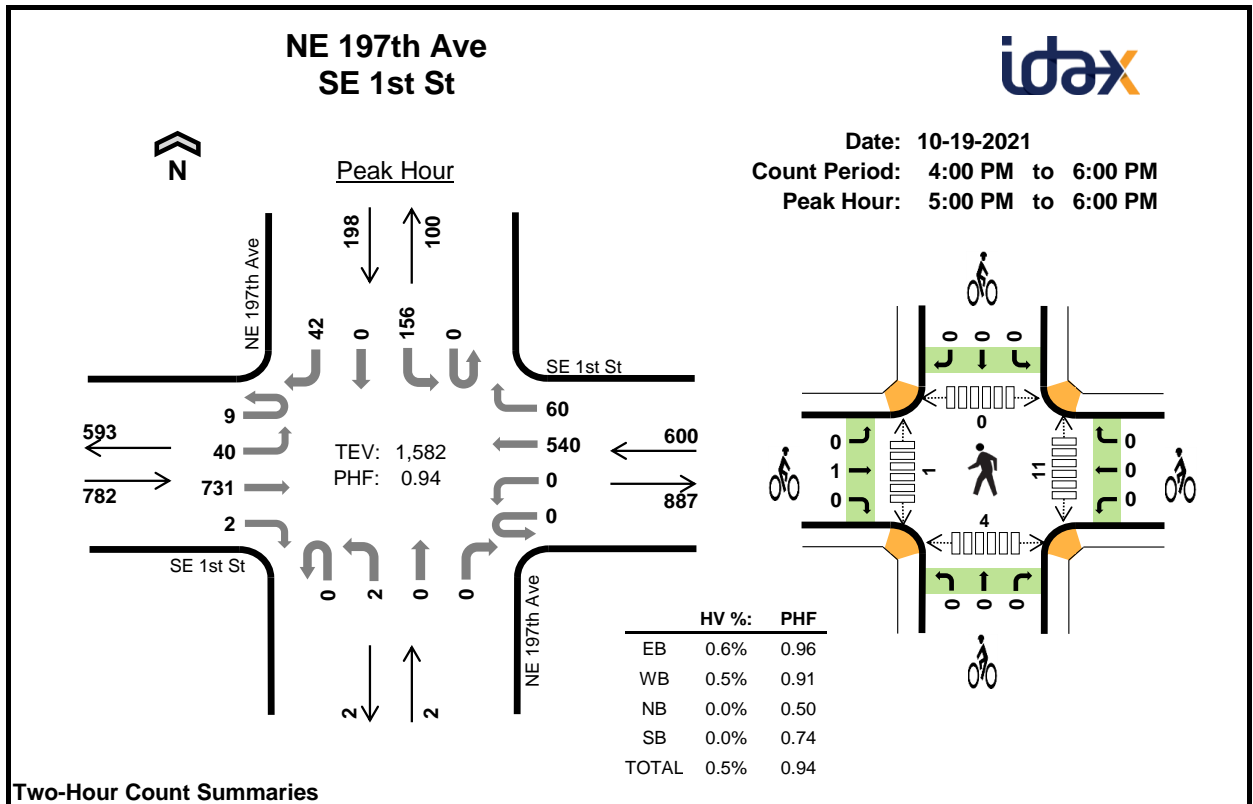 NE 197th Ave
SE 1st St
idax
N
Peak Hour
Date: 10-19-2021
Count Period: 4:00 PM to 6:00 PM
Peak Hour: 5:00 PM to 6:00 PM
198
100
NE 197th Ave
42
0
156
0
SE 1st St
9
40
731
2
593
782
TEV: 1,582
PHF: 0.94
60
540
0
0
600
887
SE 1st St
0
2
0
0
NE 197th Ave
2
2
0
0
0
0
0
1
0
1
11
0
0
0
4
0
0
0
HV %: PHF
EB 0.6% 0.96
WB 0.5% 0.91
NB 0.0% 0.50
SB 0.0% 0.74
TOTAL 0.5% 0.94
Two-Hour Count Summaries